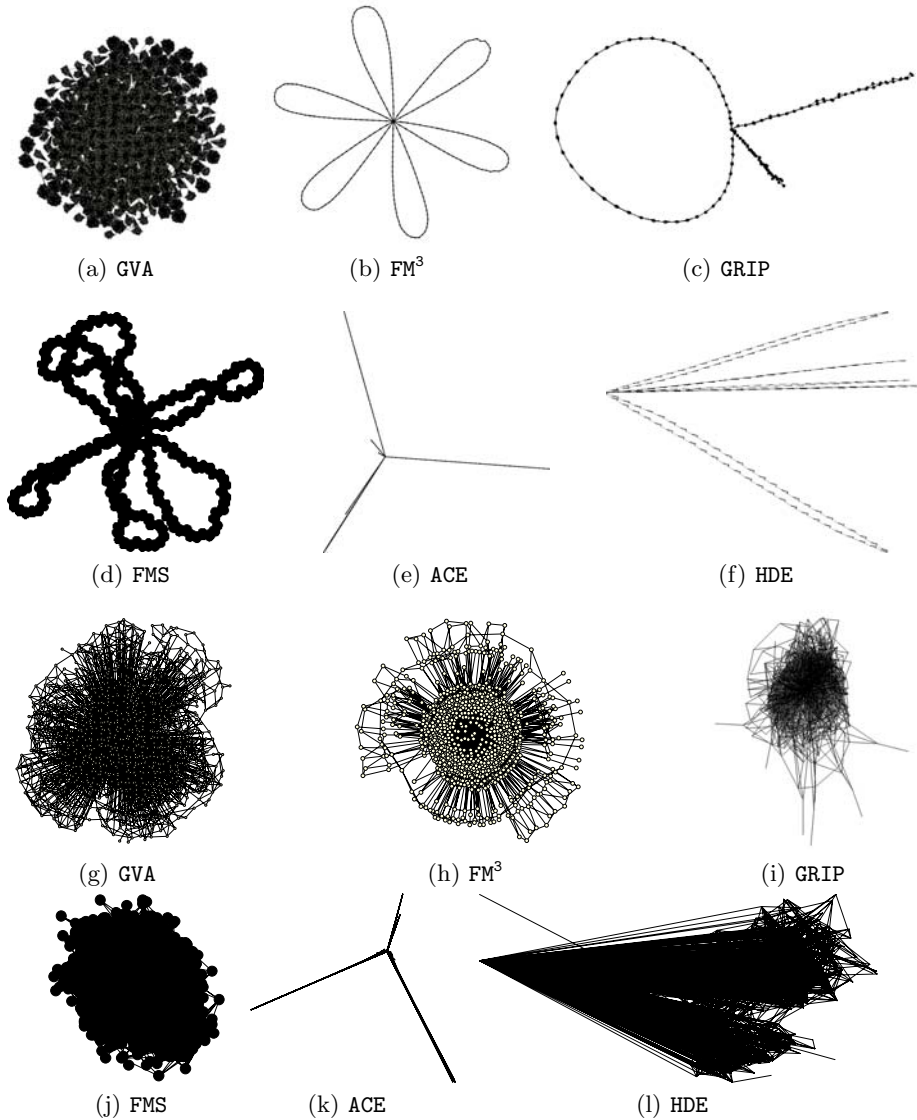 (a) GVA
(b) FM³
(c) GRIP
(d) FMS
(e) ACE
(f) HDE
(g) GVA
(h) FM³
(i) GRIP
(j) FMS
(k) ACE
(l) HDE